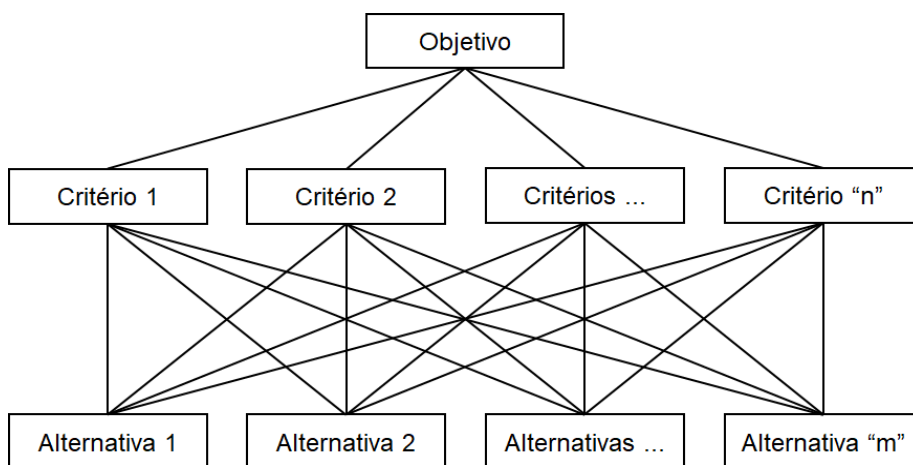 Objetivo
Critério 1
Critério 2
Critérios ...
Critério “n”
Alternativa 1
Alternativa 2
Alternativas ...
Alternativa “m”